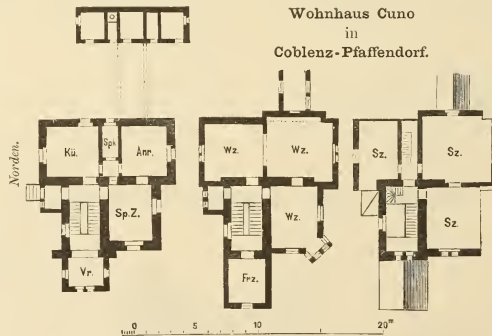 Wohnhaus Cuno
in
Coblenz-Pfaffendorf.
Norden.
Kü.
Spk.
Anr.
Sp.Z.
Vr.
Wz.
Wz.
Wz.
Frz.
Sz.
Sz.
Sz.
0 5 10 20 m